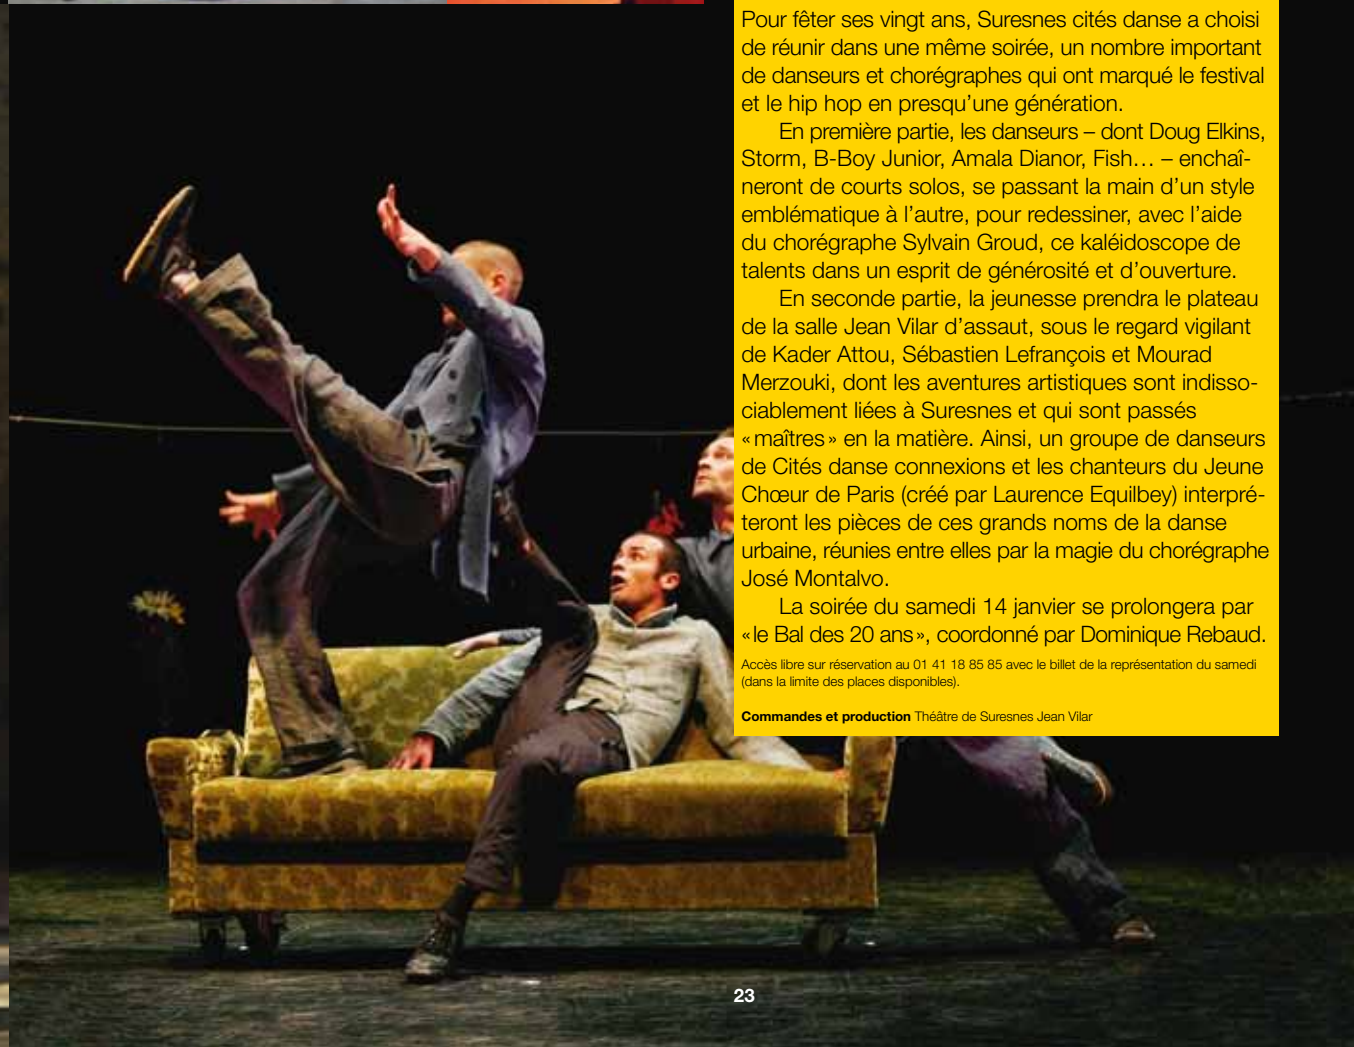 Pour fêter ses vingt ans, Suresnes cités danse a choisi
de réunir dans une même soirée, un nombre important
de danseurs et chorégraphes qui ont marqué le festival
et le hip hop en presqu’une génération.
En première partie, les danseurs – dont Doug Elkins,
Storm, B-Boy Junior, Amala Dianor, Fish… – enchaî-
neront de courts solos, se passant la main d’un style
emblématique à l’autre, pour redessiner, avec l’aide
du chorégraphe Sylvain Groud, ce kaléidoscope de
talents dans un esprit de générosité et d’ouverture.
En seconde partie, la jeunesse prendra le plateau
de la salle Jean Vilar d’assaut, sous le regard vigilant
de Kader Attou, Sébastien Lefrançois et Mourad
Merzouki, dont les aventures artistiques sont indisso-
ciablement liées à Suresnes et qui sont passés
« maîtres » en la matière. Ainsi, un groupe de danseurs
de Cités danse connexions et les chanteurs du Jeune
Chœur de Paris (créé par Laurence Equilbey) interpré-
teront les pièces de ces grands noms de la danse
urbaine, réunies entre elles par la magie du chorégraphe
José Montalvo.
La soirée du samedi 14 janvier se prolongera par
« le Bal des 20 ans », coordonné par Dominique Rebaud.
Accès libre sur réservation au 01 41 18 85 85 avec le billet de la représentation du samedi
(dans la limite des places disponibles).
Commandes et production Théâtre de Suresnes Jean Vilar
23